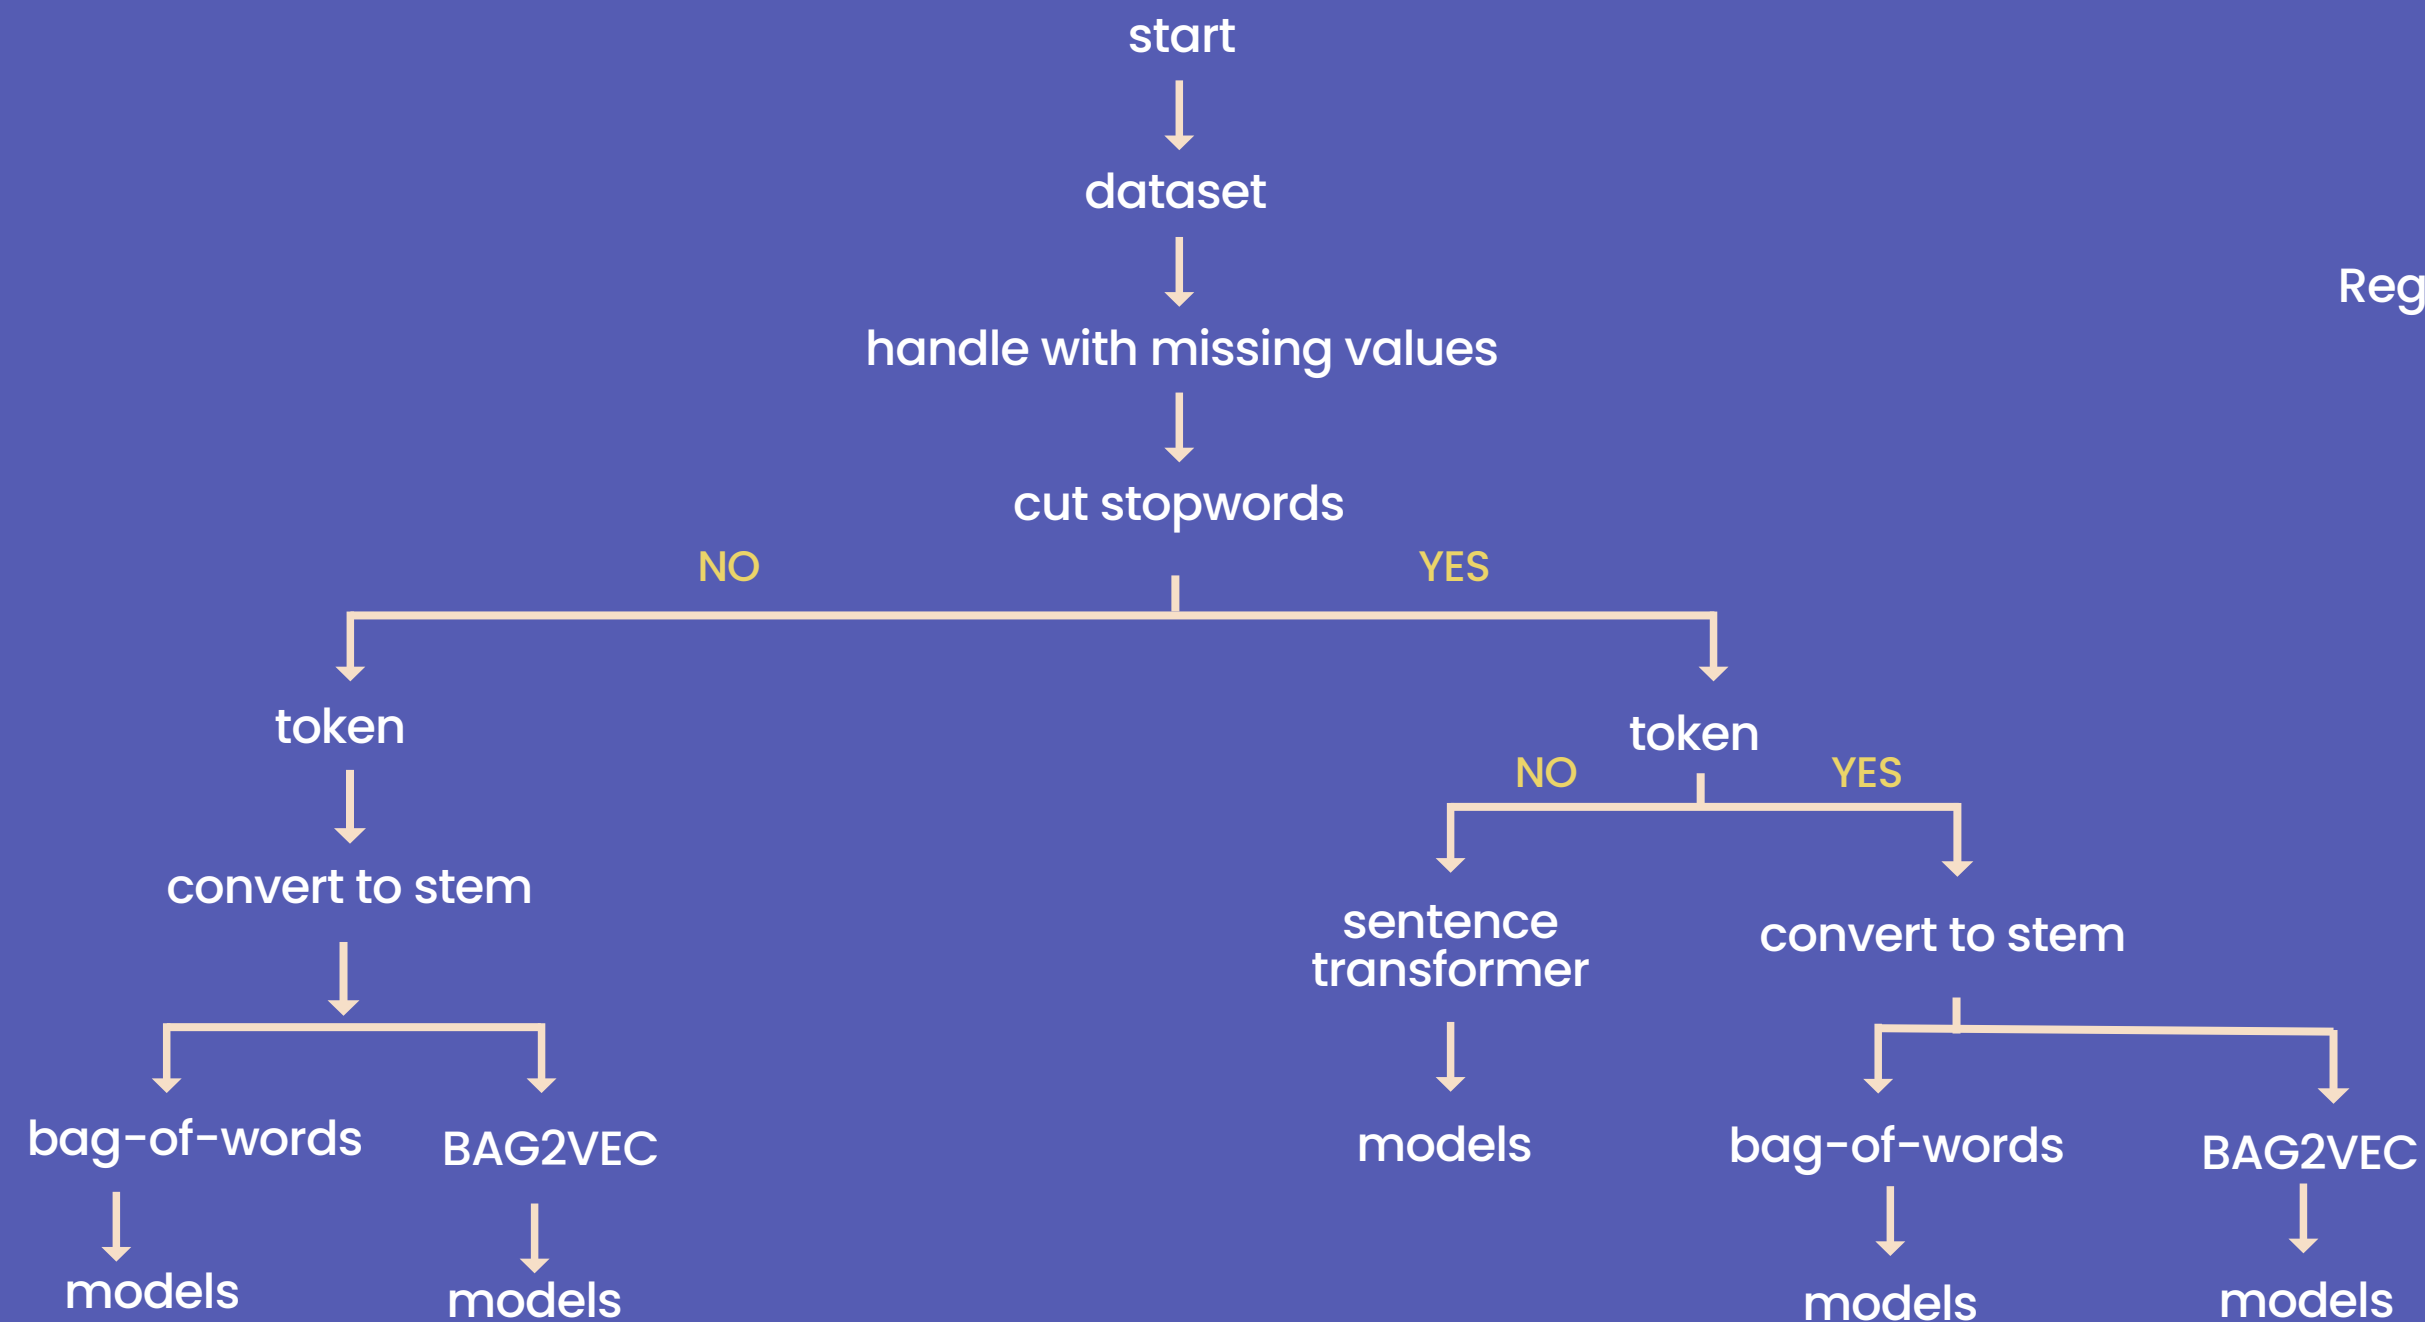 start
dataset
Reg
handle with missing values
cut stopwords
NO
YES
token
token
NO
YES
convert to stem
sentence
transformer
convert to stem
bag-of-words
BAG2VEC
models
bag-of-words
BAG2VEC
models
models
models
models